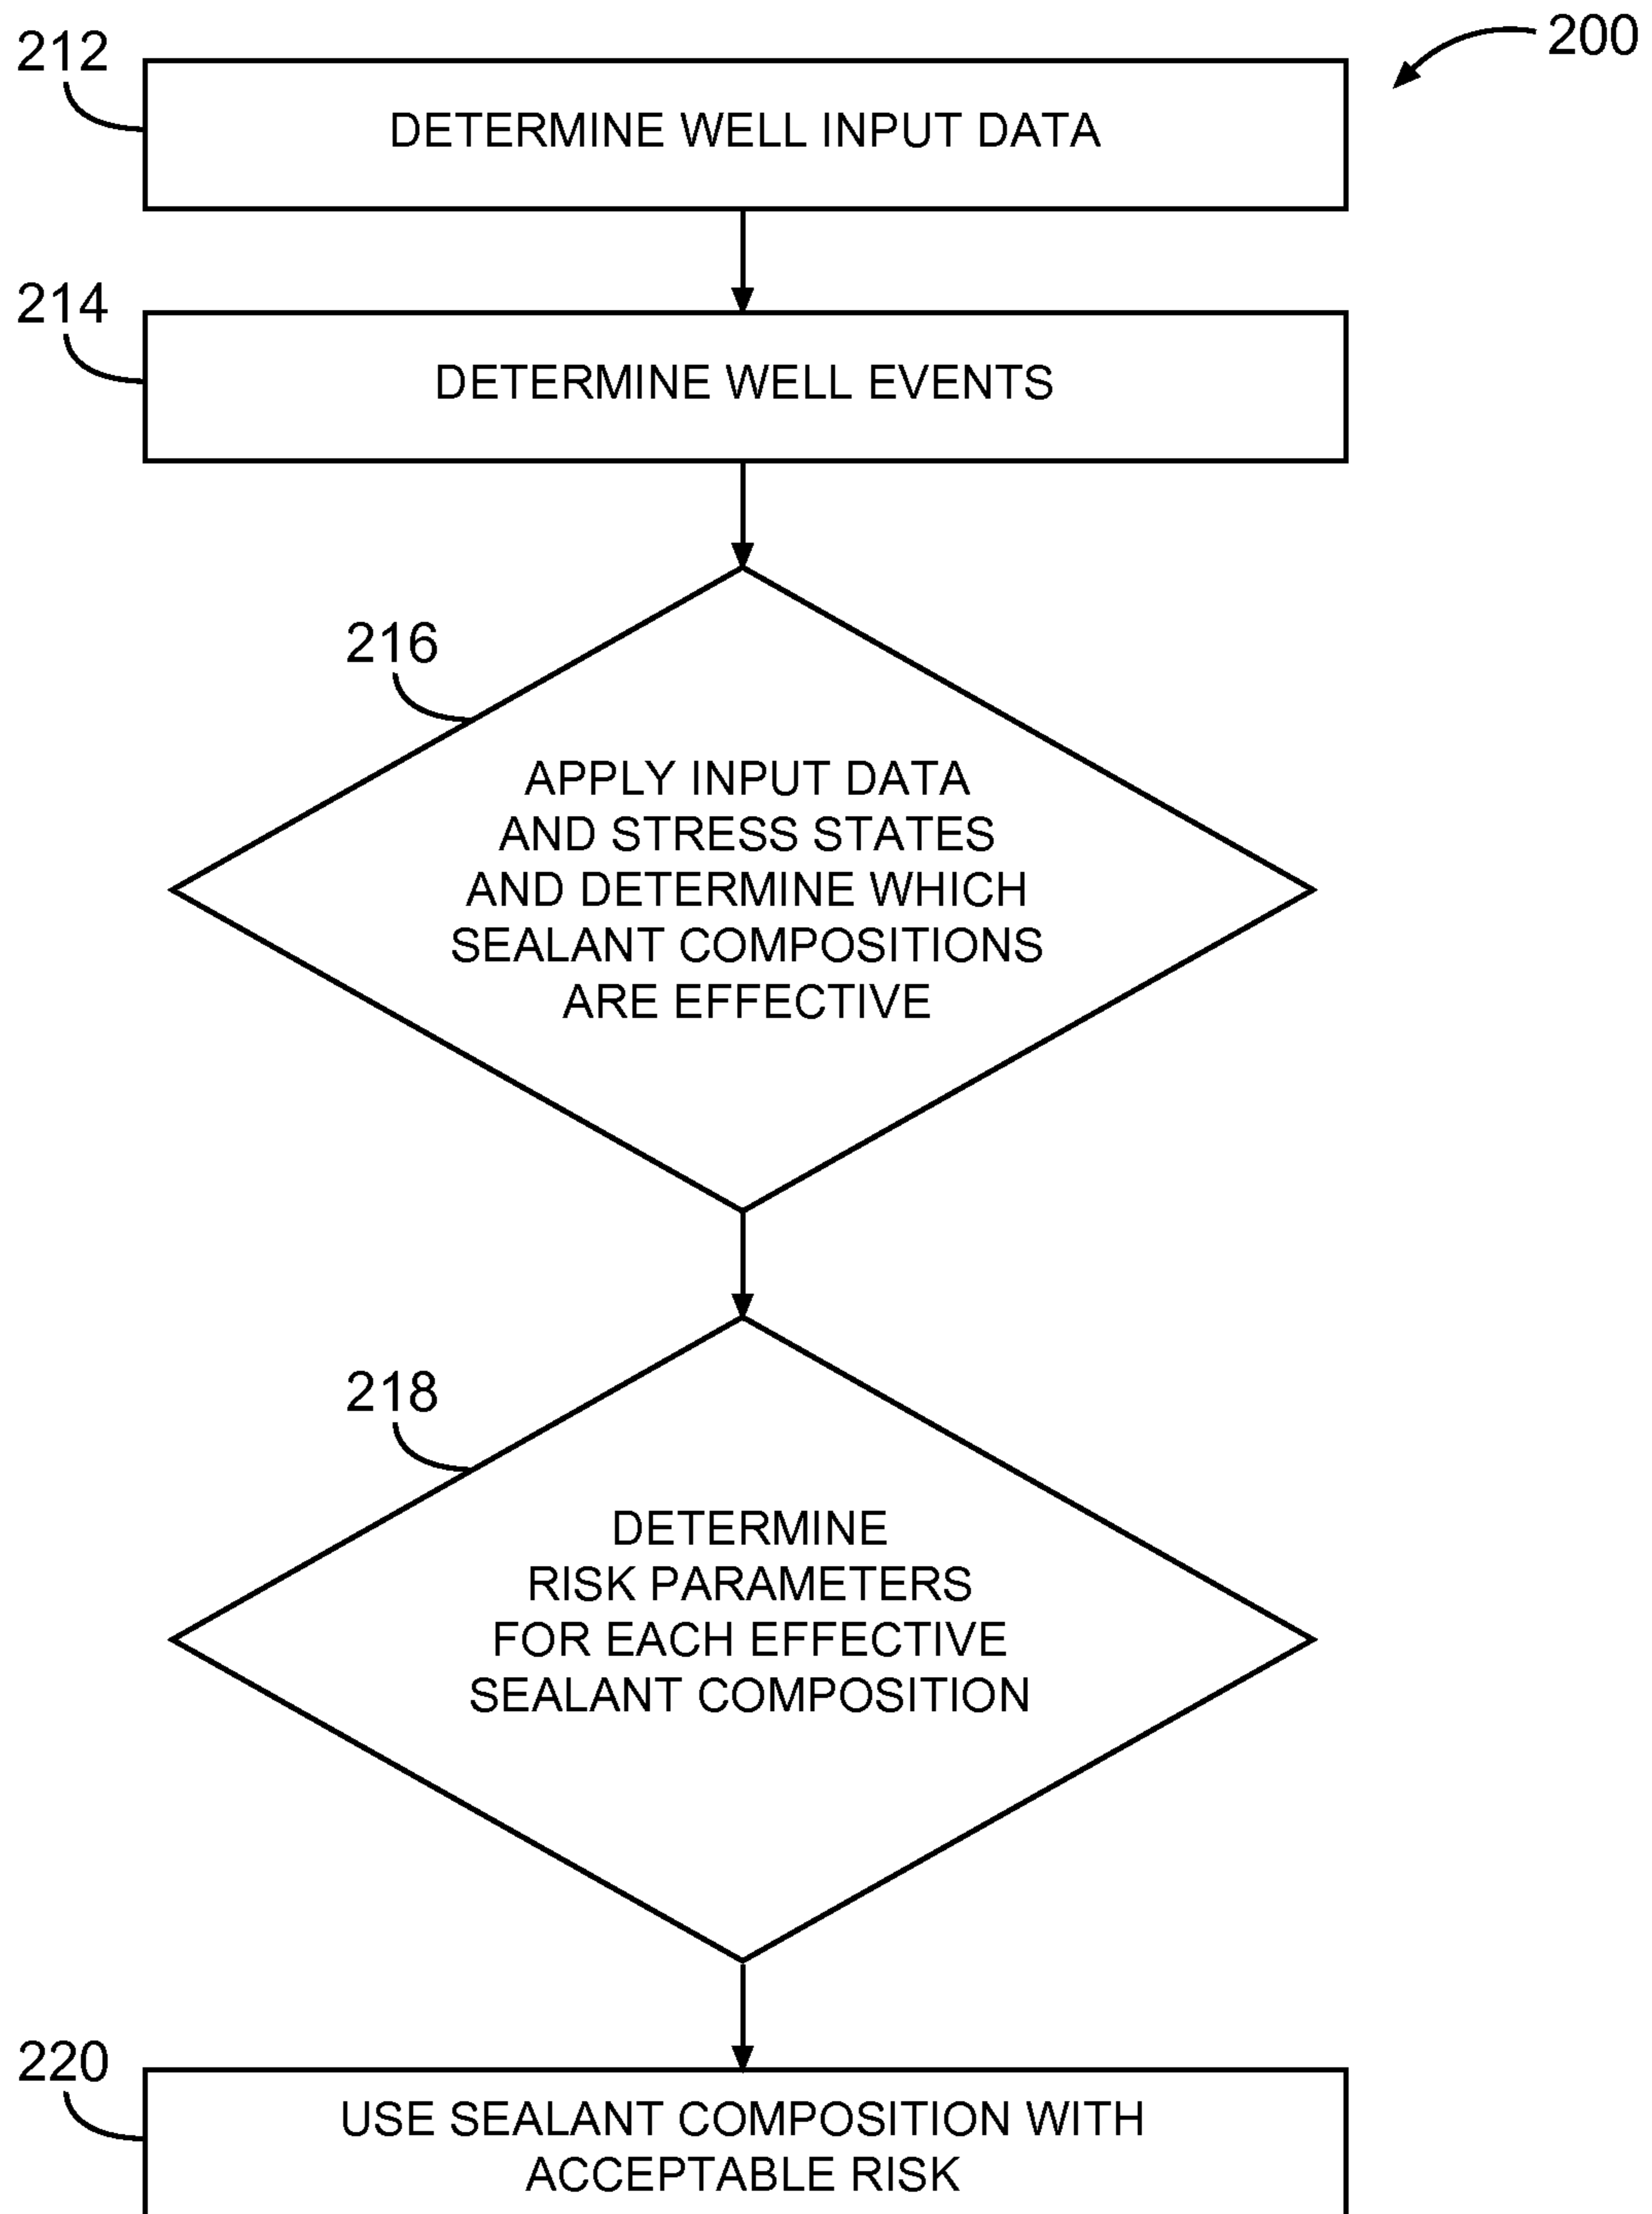 200
212
DETERMINE WELL INPUT DATA
214
DETERMINE WELL EVENTS
216
APPLY INPUT DATA
AND STRESS STATES
AND DETERMINE WHICH
SEALANT COMPOSITIONS
ARE EFFECTIVE
218
DETERMINE
RISK PARAMETERS
FOR EACH EFFECTIVE
SEALANT COMPOSITION
220
USE SEALANT COMPOSITION WITH
ACCEPTABLE RISK